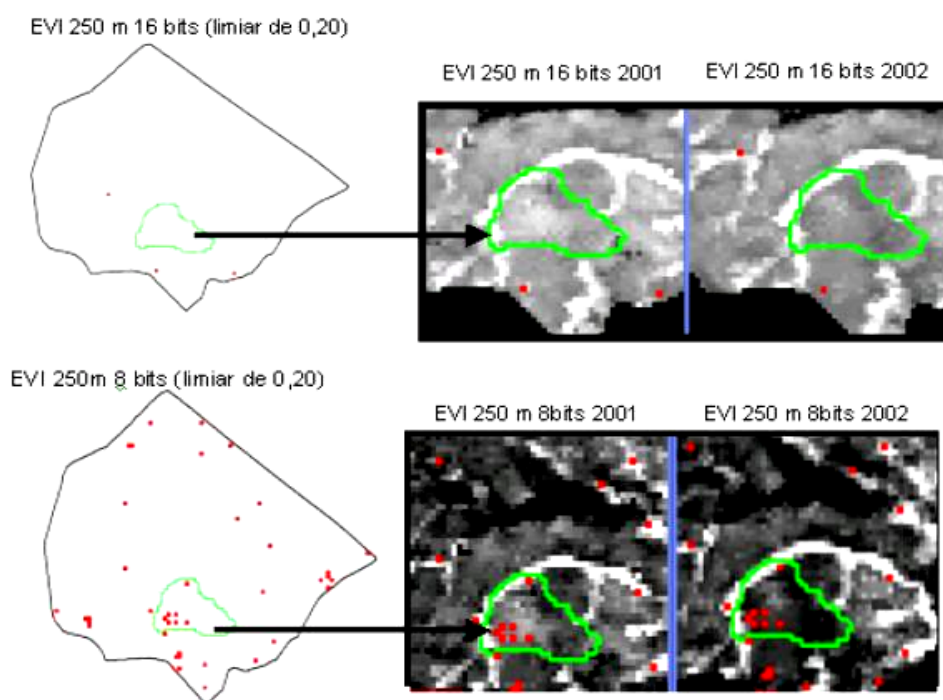 EVI 250 m 16 bits (limiar de 0,20)
EVI 250 m 16 bits 2001
EVI 250 m 16 bits 2002
EVI 250m 8 bits (limiar de 0,20)
EVI 250 m 8bits 2001
EVI 250 m 8bits 2002